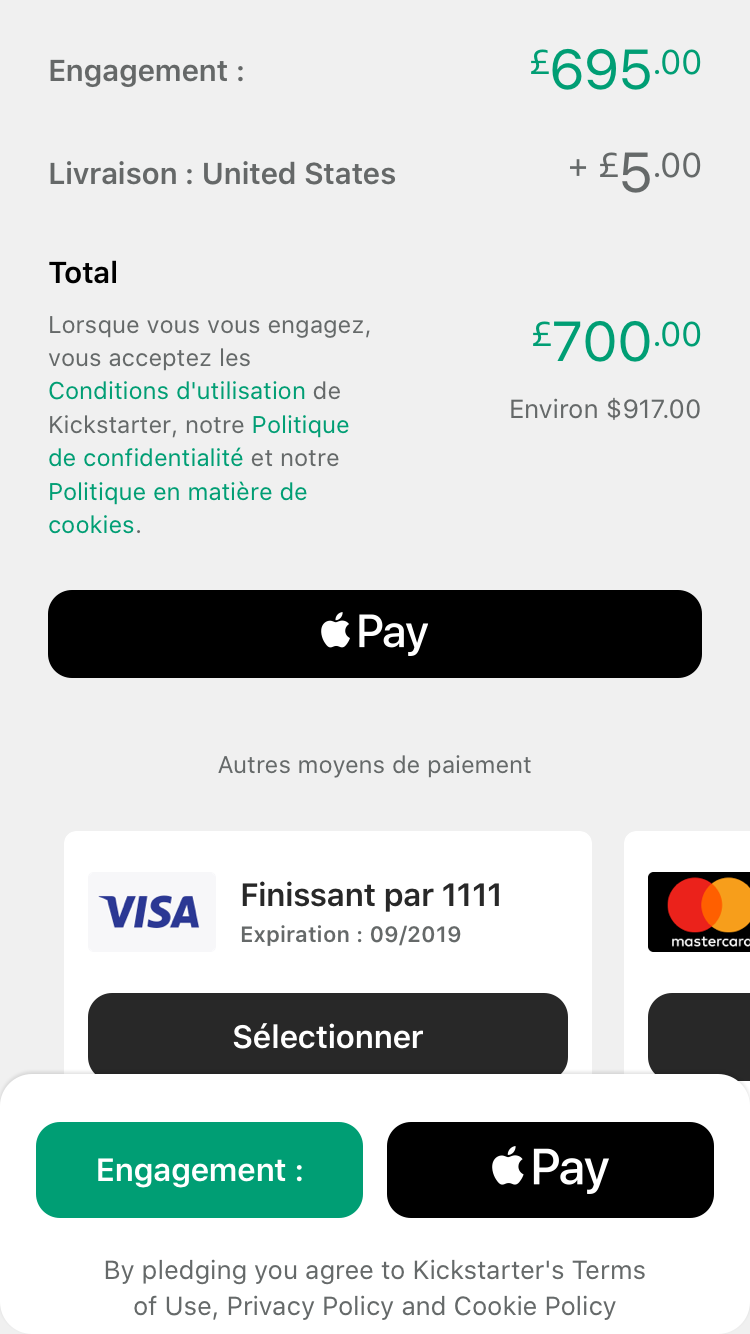 Engagement :
£695.00
Livraison : United States
+ £5.00
Total
Lorsque vous vous engagez,
vous acceptez les
Conditions d'utilisation de
Kickstarter, notre Politique
de confidentialité et notre
Politique en matière de
cookies.
£700.00
Environ $917.00
Pay
Autres moyens de paiement
VISA
Finissant par 1111
Expiration : 09/2019
Sélectionner
mastercard
Engagement :
Pay
By pledging you agree to Kickstarter's Terms
of Use, Privacy Policy and Cookie Policy